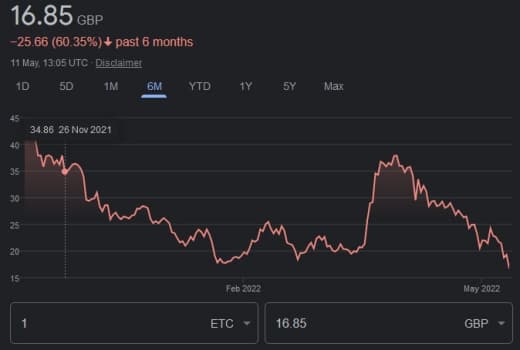 16.85 GBP
−25.66 (60.35%) past 6 months
11 May, 13:05 UTC · Disclaimer
1D 5D 1M 6M YTD 1Y 5Y Max
45
34.86 26 Nov 2021
40
35
30
25
20
15
Feb 2022 May 2022
1 ETC 16.85 GBP